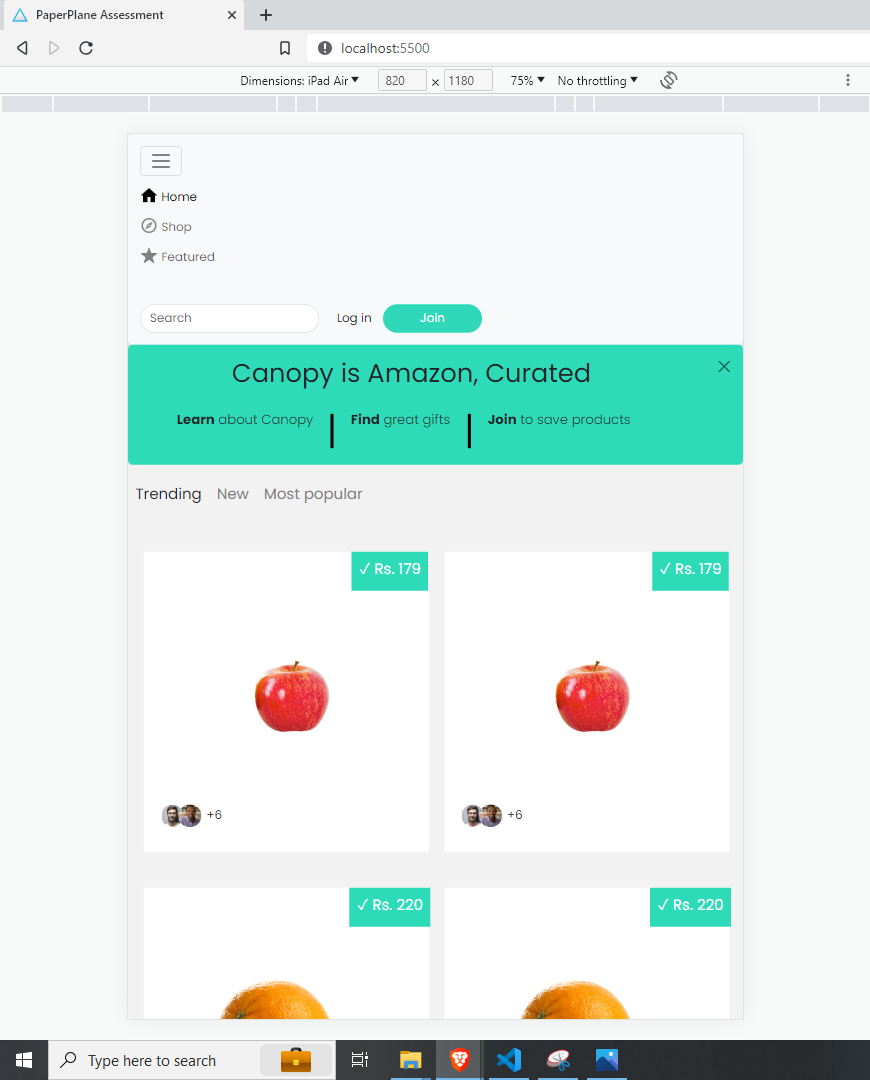 PaperPlane Assessment
localhost:5500
Dimensions: iPad Air 820 × 1180 75% No throttling
Home
Shop
Featured
Search Log in Join
Canopy is Amazon, Curated
Learn about Canopy Find great gifts Join to save products
Trending New Most popular
✓ Rs. 179 ✓ Rs. 179
+6 +6
✓ Rs. 220 ✓ Rs. 220
Type here to search